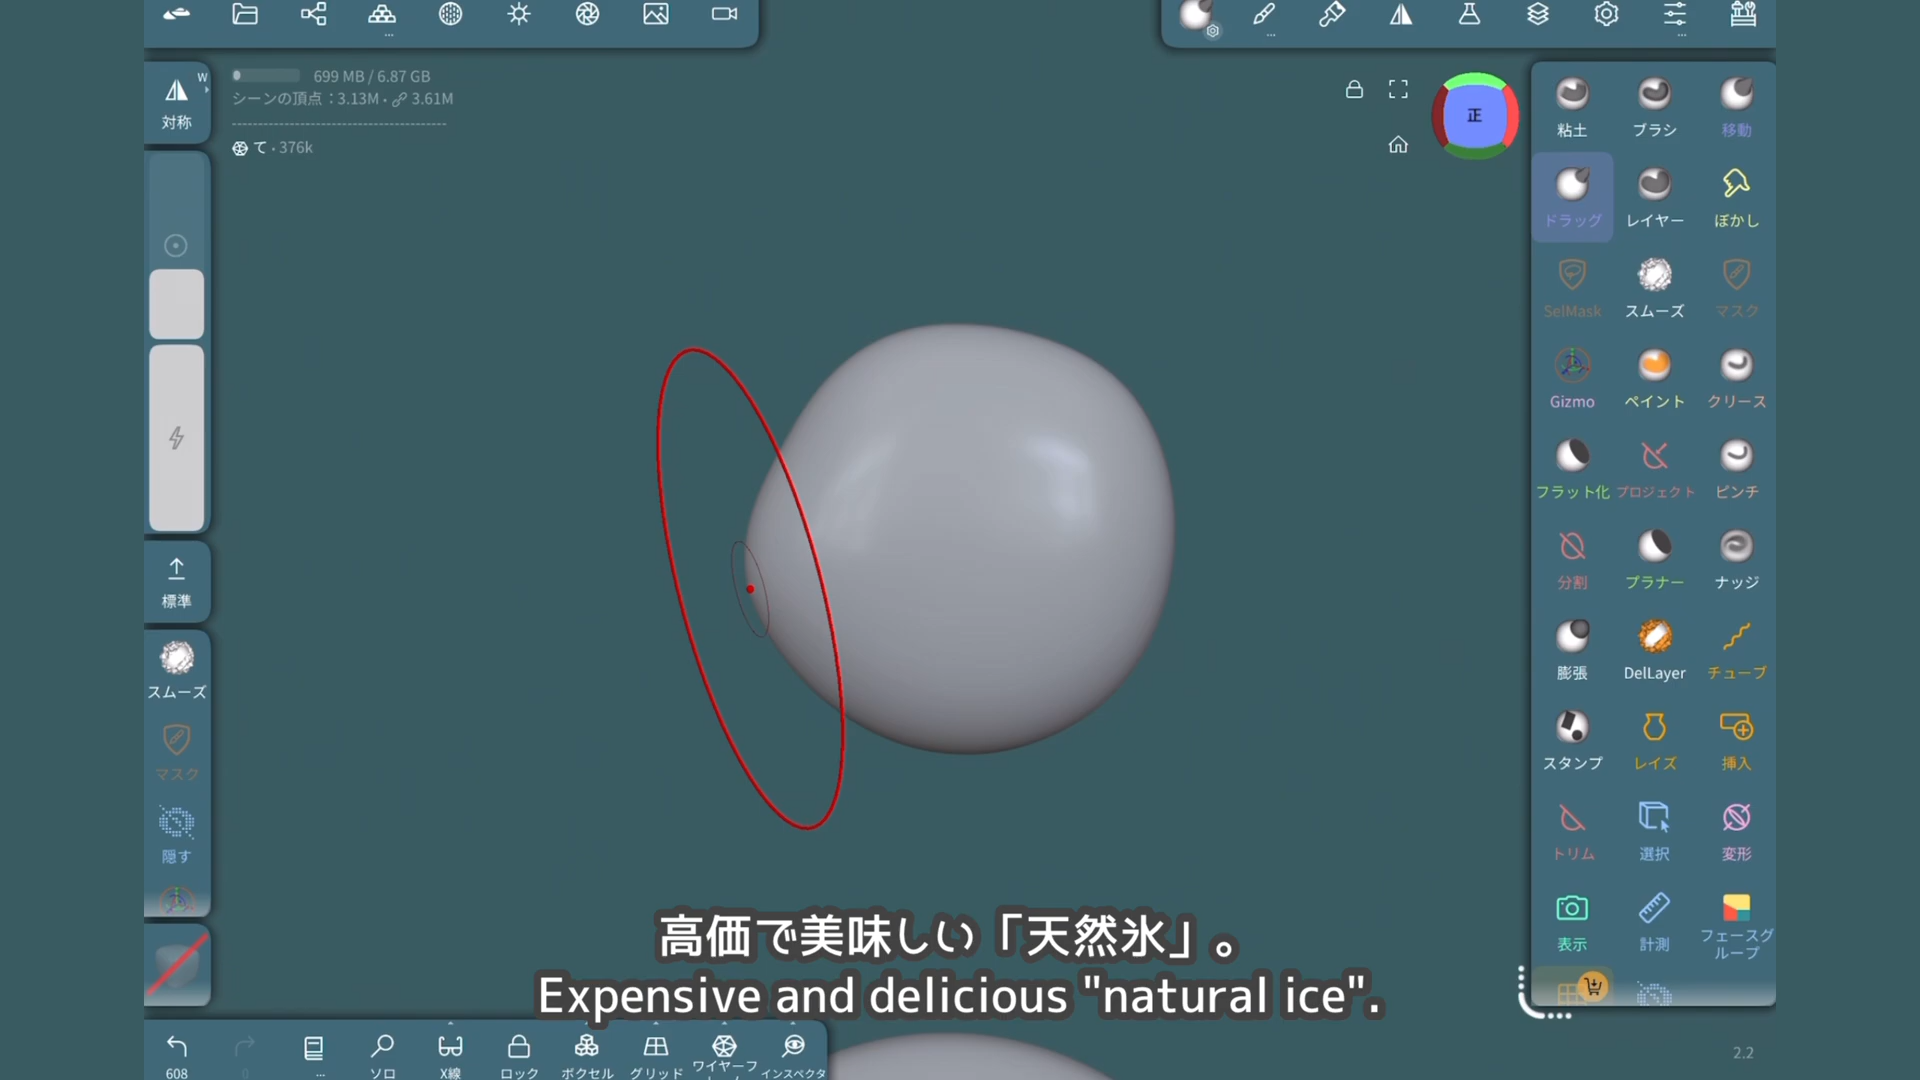 699 MB / 6.87 GB
シーンの頂点：3.13M • 3.61M
て • 376k
W
対称
標準
スムーズ
マスク
隠す
正
粘土 ブラシ 移動
ドラッグ レイヤー ぼかし
SelMask スムーズ マスク
Gizmo ペイント クリース
フラット化 プロジェクト ピンチ
分割 プラナー ナッジ
膨張 DelLayer チューブ
スタンプ レイズ 挿入
トリム 選択 変形
表示 計測 フェースグループ
高価で美味しい「天然氷」。
Expensive and delicious "natural ice".
608 0 ... ソロ X線 ロック ボクセル グリッド ワイヤーフ インスペクタ
2.2